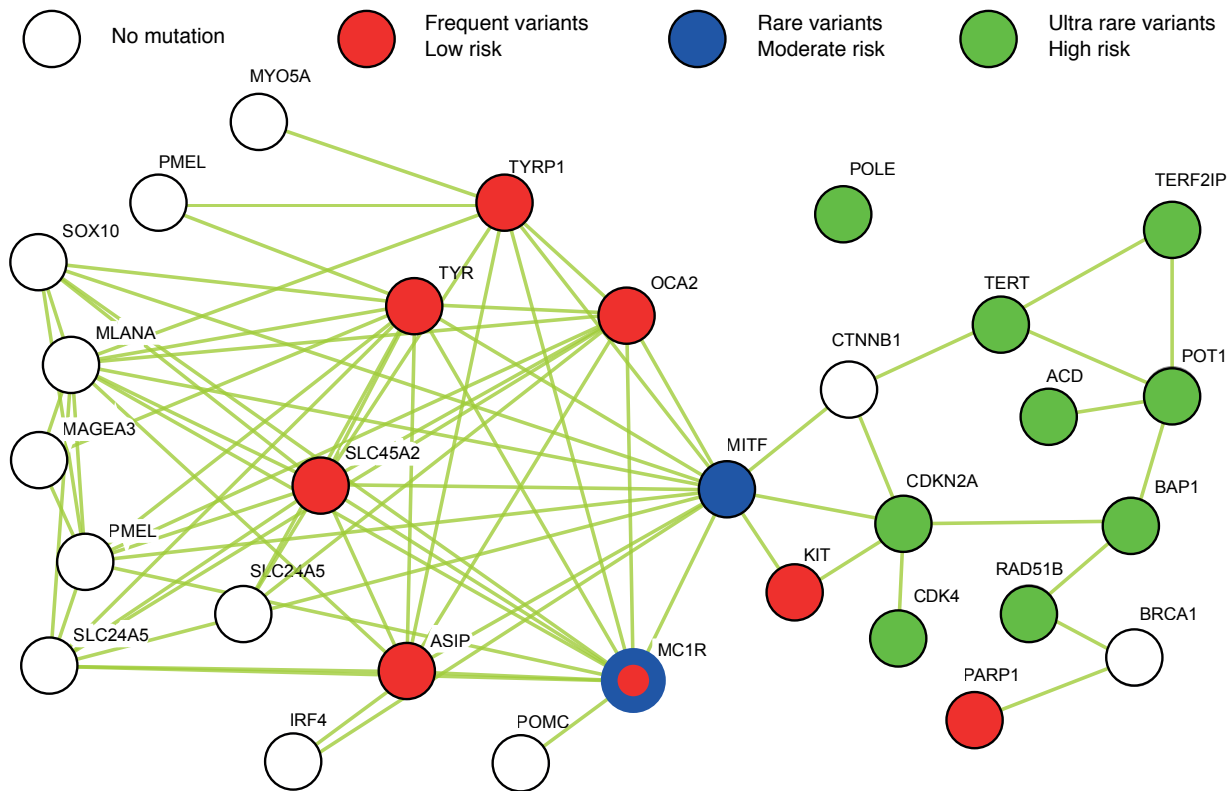 No mutation
Frequent variants
Low risk
Rare variants
Moderate risk
Ultra rare variants
High risk
MYO5A
PMEL
TYRP1
POLE
TERF2IP
SOX10
TYR
OCA2
TERT
MLANA
CTNNB1
POT1
ACD
MAGEA3
SLC45A2
MITF
CDKN2A
BAP1
PMEL
SLC24A5
KIT
RAD51B
CDK4
BRCA1
SLC24A5
ASIP
MC1R
PARP1
IRF4
POMC